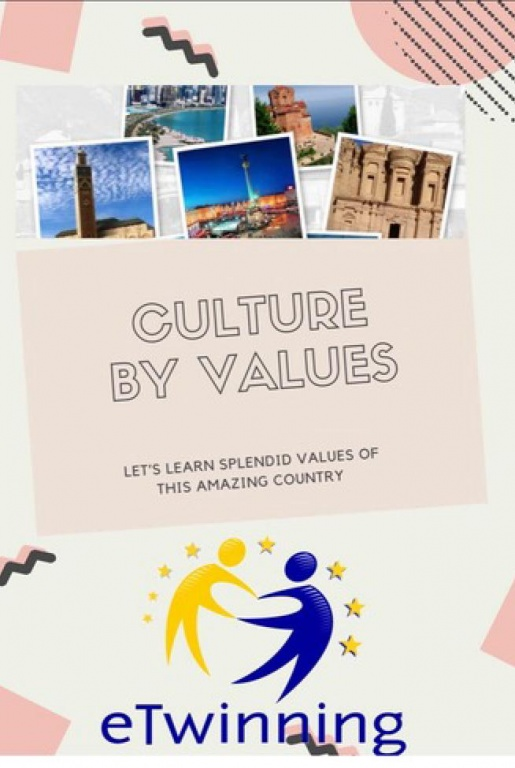 CULTURE
BY VALUES
LET'S LEARN SPLENDID VALUES OF
THIS AMAZING COUNTRY
eTwinning